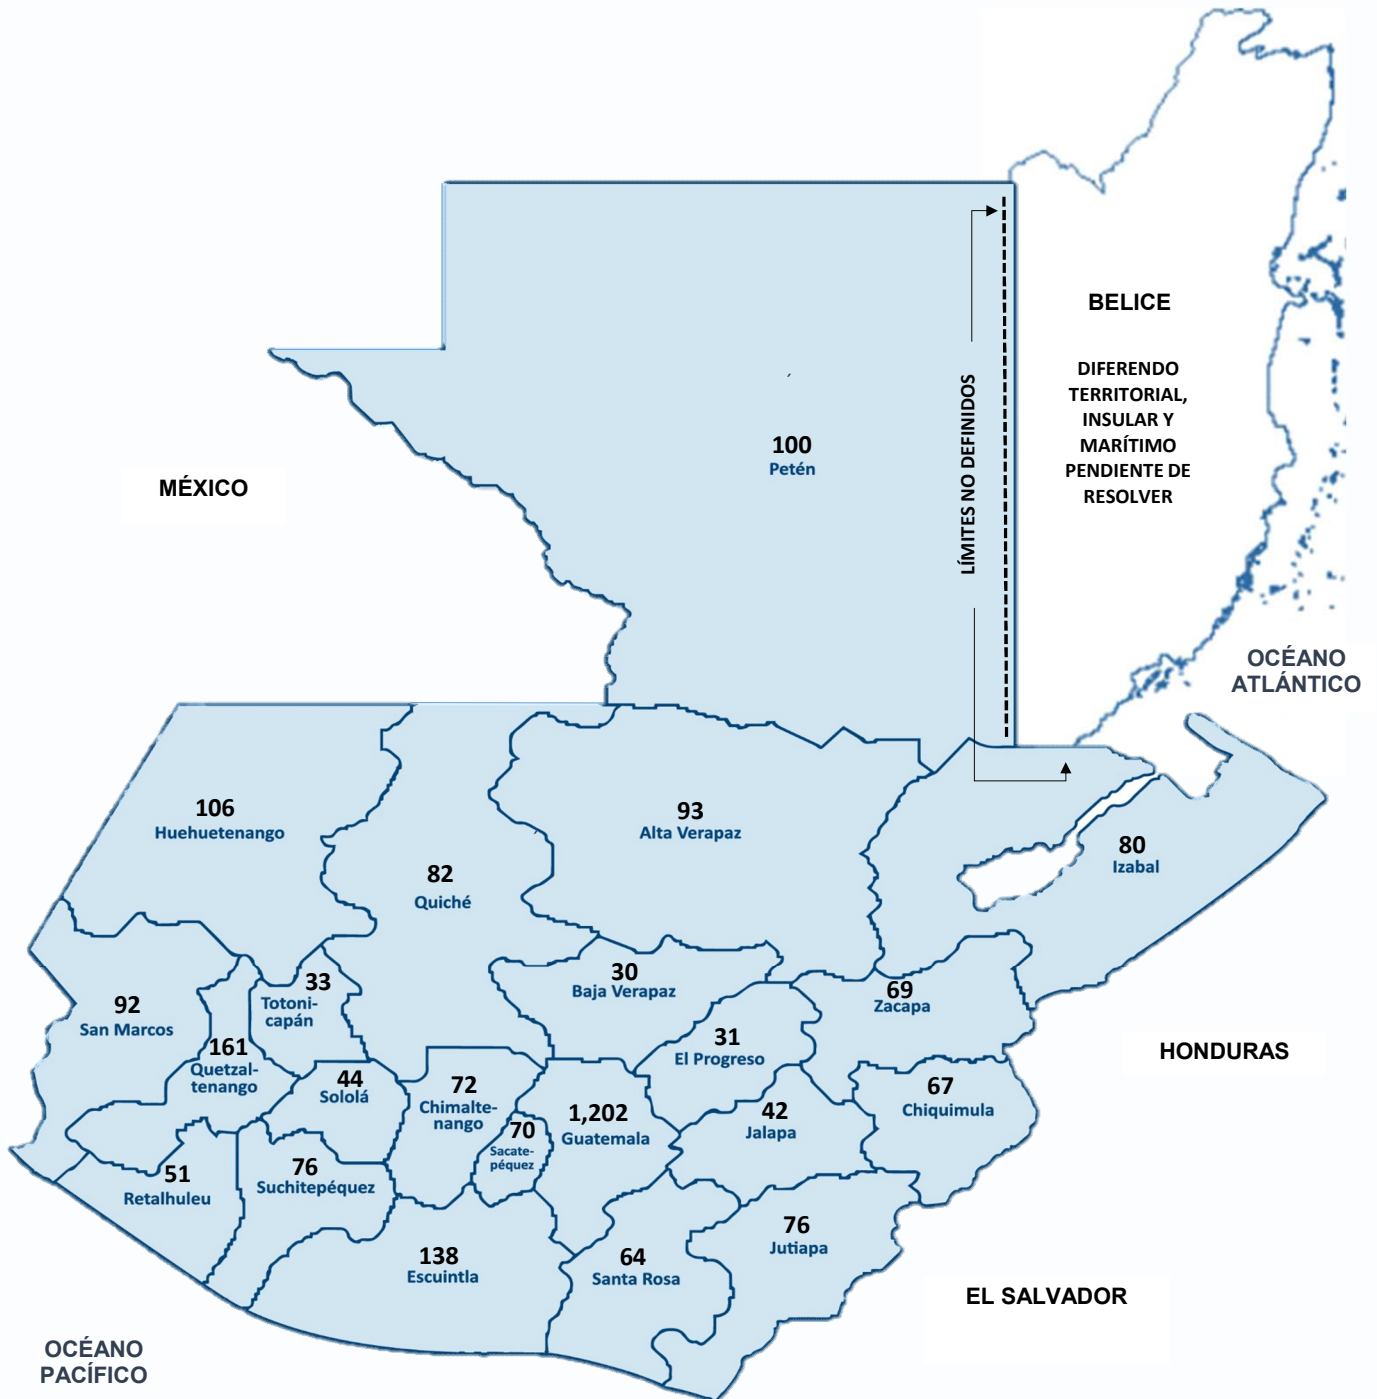 BELICE
DIFERENDO
TERRITORIAL,
INSULAR Y
MARÍTIMO
PENDIENTE DE
RESOLVER
LÍMITES NO DEFINIDOS
100
Petén
MÉXICO
OCÉANO
ATLÁNTICO
106
Huehuetenango
93
Alta Verapaz
82
Quiché
80
Izabal
33
Totoni-
capán
30
Baja Verapaz
69
Zacapa
92
San Marcos
31
El Progreso
161
Quetzal-
tenango
HONDURAS
44
Sololá
72
Chimalte-
nango
67
Chiquimula
1,202
Guatemala
42
Jalapa
70
Sacate-
péquez
51
Retalhuleu
76
Suchitepéquez
76
Jutiapa
138
Escuintla
64
Santa Rosa
EL SALVADOR
OCÉANO
PACÍFICO